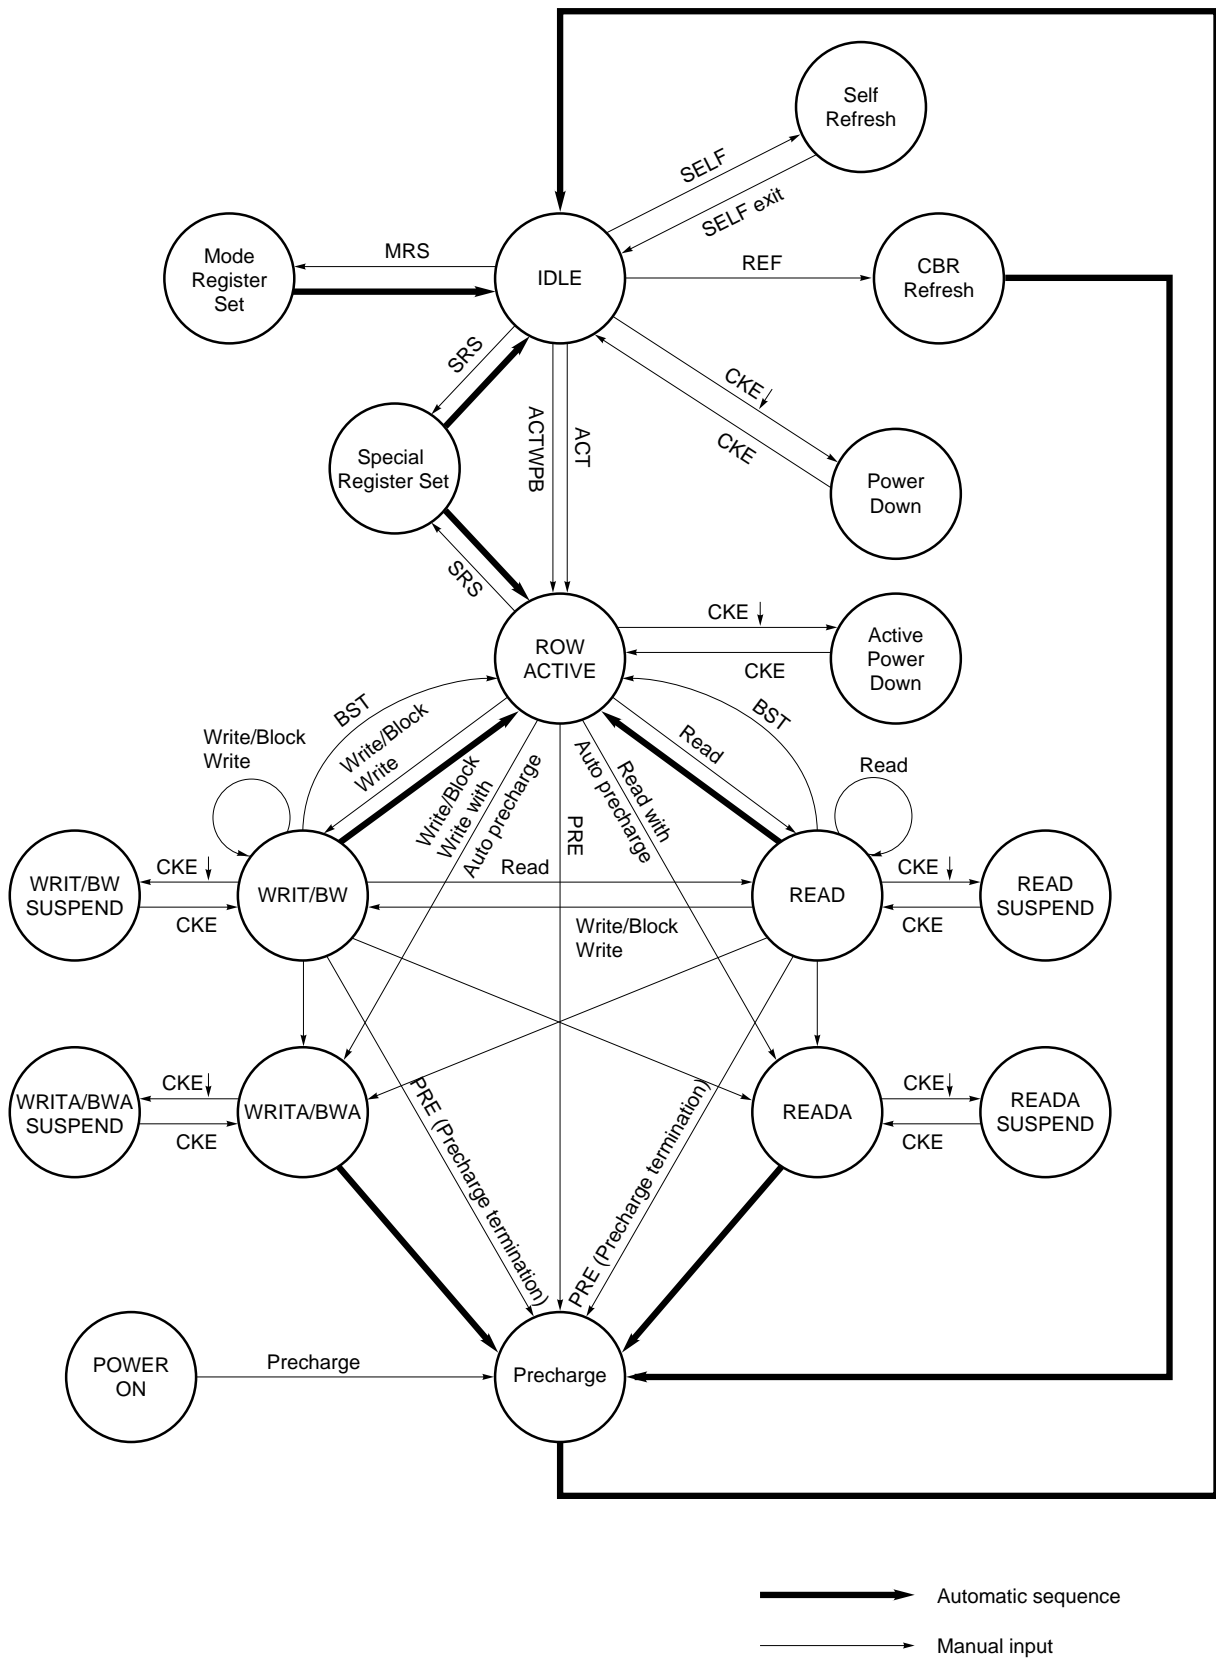 Self
Refresh
SELF
SELF exit
Mode
Register
Set
MRS
IDLE
REF
CBR
Refresh
SRS
CKE
CKE
ACTWPB
ACT
Special
Register Set
Power
Down
SRS
ROW
ACTIVE
CKE
CKE
Active
Power
Down
BST
Write/Block
Write
Write/Block
Write
Write/Block
Write with
Auto precharge
PRE
Read with
Auto precharge
Read
BST
Read
WRIT/BW
SUSPEND
CKE
CKE
WRIT/BW
Read
Write/Block
Write
READ
CKE
CKE
READ
SUSPEND
WRITA/BWA
SUSPEND
CKE
CKE
WRITA/BWA
PRE (Precharge termination)
PRE (Precharge termination)
READA
CKE
CKE
READA
SUSPEND
POWER
ON
Precharge
Precharge
Automatic sequence
Manual input